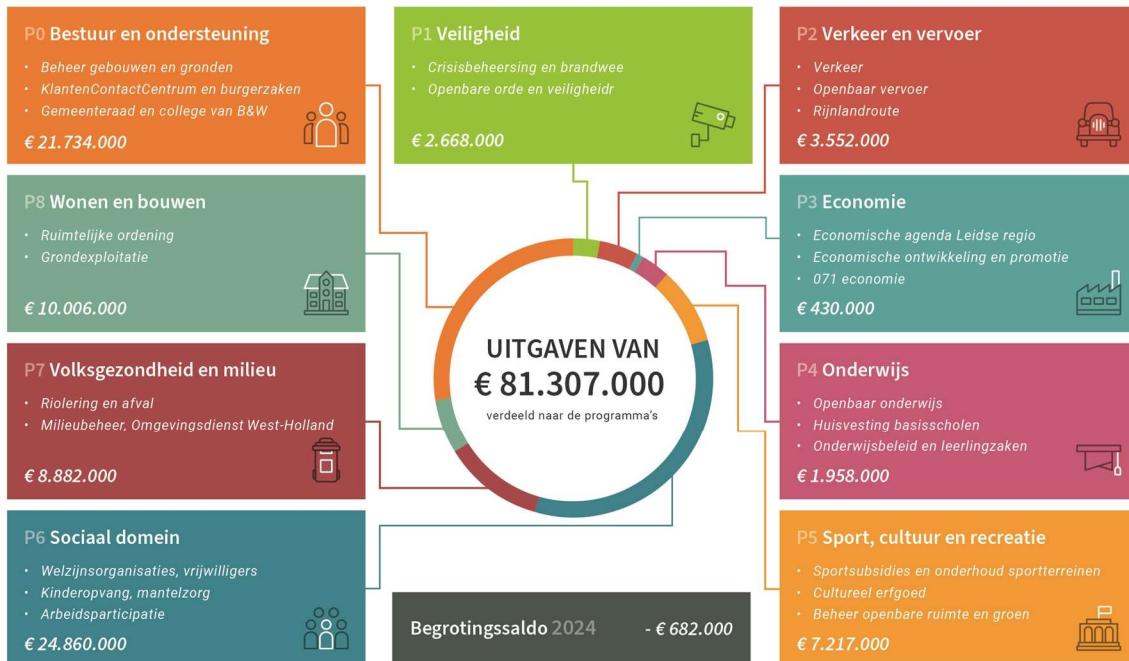 P0 Bestuur en ondersteuning
• Beheer gebouwen en gronden
• KlantenContactCentrum en burgerzaken
• Gemeenteraad en college van B&W
€ 21.734.000
P1 Veiligheid
• Crisisbeheersing en brandwee
• Openbare orde en veiligheidr
€ 2.668.000
P2 Verkeer en vervoer
• Verkeer
• Openbaar vervoer
• Rijnlandroute
€ 3.552.000
P8 Wonen en bouwen
• Ruimtelijke ordening
• Grondexploitatie
€ 10.006.000
P3 Economie
• Economische agenda Leidse regio
• Economische ontwikkeling en promotie
• 071 economie
€ 430.000
UITGAVEN VAN
€ 81.307.000
verdeeld naar de programma's
P7 Volksgezondheid en milieu
• Riolering en afval
• Milieubeheer, Omgevingsdienst West-Holland
€ 8.882.000
P4 Onderwijs
• Openbaar onderwijs
• Huisvesting basisscholen
• Onderwijsbeleid en leerlingzaken
€ 1.958.000
P6 Sociaal domein
• Welzijnsorganisaties, vrijwilligers
• Kinderopvang, mantelzorg
• Arbeidsparticipatie
€ 24.860.000
Begrotingssaldo 2024 - € 682.000
P5 Sport, cultuur en recreatie
• Sportsubsidies en onderhoud sportterreinen
• Cultureel erfgoed
• Beheer openbare ruimte en groen
€ 7.217.000